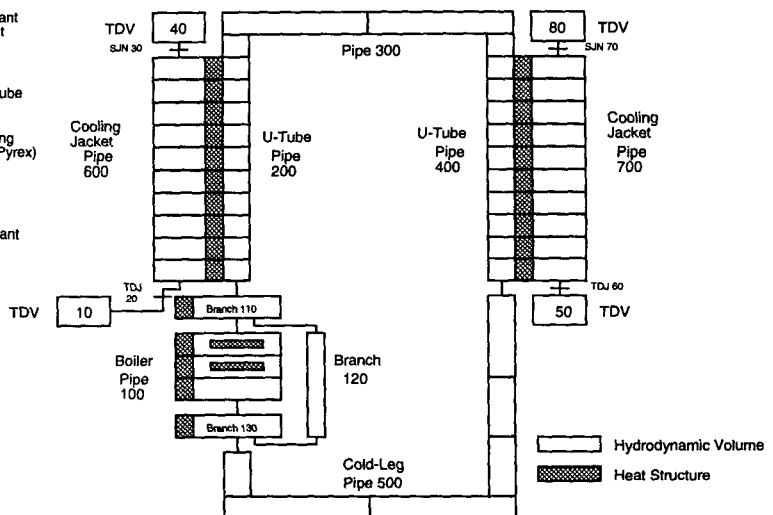 TDV
40
SJN 30
80
TDV
SJN 70
Pipe 300
ube
ng
Pyrex)
Cooling
Jacket
Pipe
600
U-Tube
Pipe
200
U-Tube
Pipe
400
Cooling
Jacket
Pipe
700
TDJ
20
TDV
10
Branch 110
TDJ 60
50
TDV
Boiler
Pipe
100
Branch
120
Branch 130
Cold-Leg
Pipe 500
Hydrodynamic Volume
Heat Structure